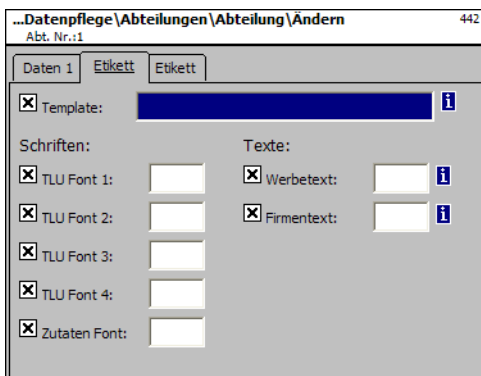 ...Datenpflege\Abteilungen\Abteilung\Ändern 442
Abt. Nr.:1
Daten 1 Etikett Etikett
Template: i
Schriften: Texte:
TLU Font 1: Werbetext: i
TLU Font 2: Firmentext: i
TLU Font 3:
TLU Font 4:
Zutaten Font: